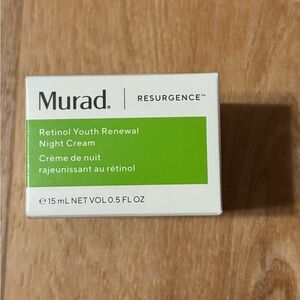 Murad. | RESURGENCE™
Retinol Youth Renewal
Night Cream
Crème de nuit
rajeunissant au rétinol
℮ 15 mL NET VOL 0.5 FL OZ